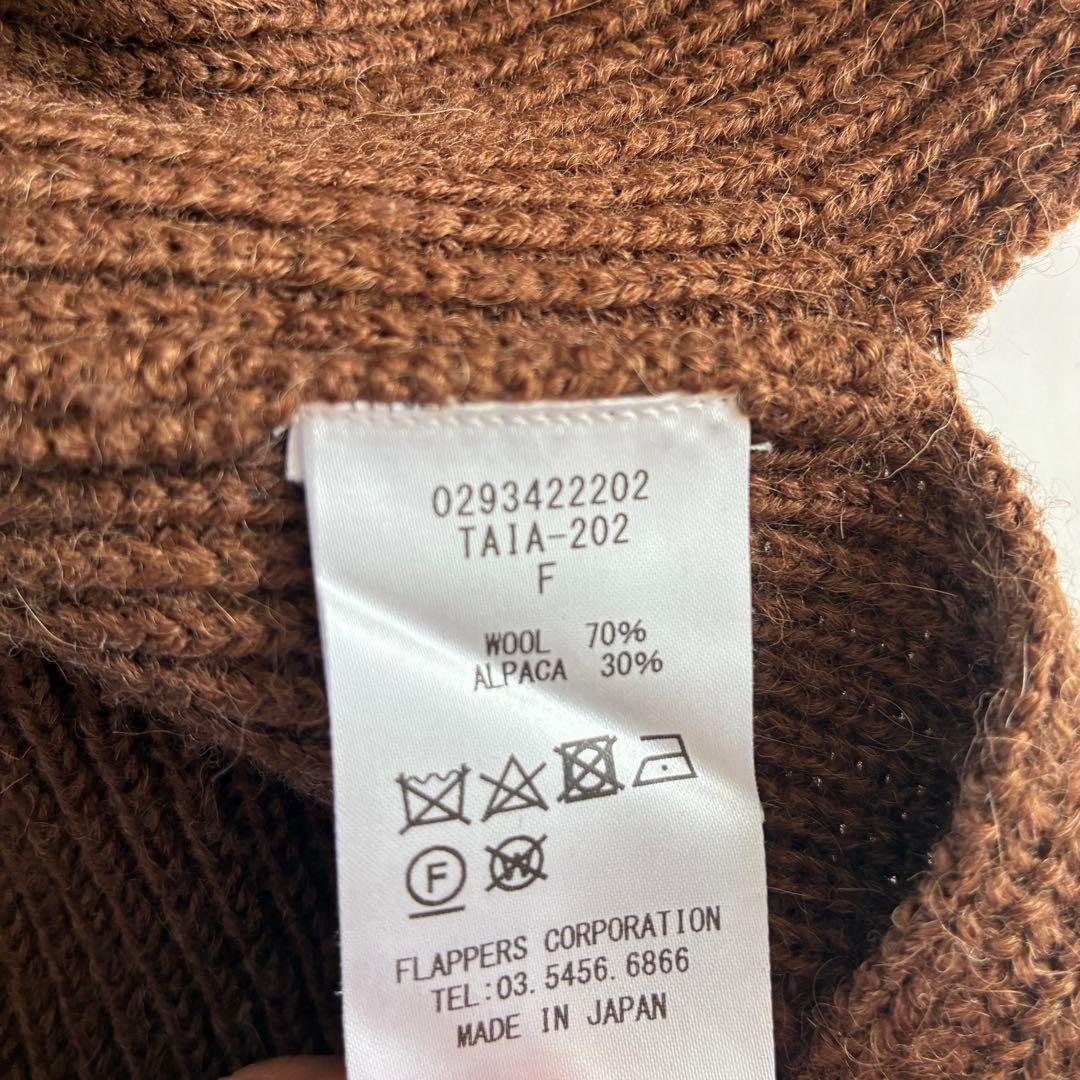 0293422202
TAIA-202
F
WOOL 70%
ALPACA 30%
F W
FLAPPERS CORPORATION
TEL:03.5456.6866
MADE IN JAPAN